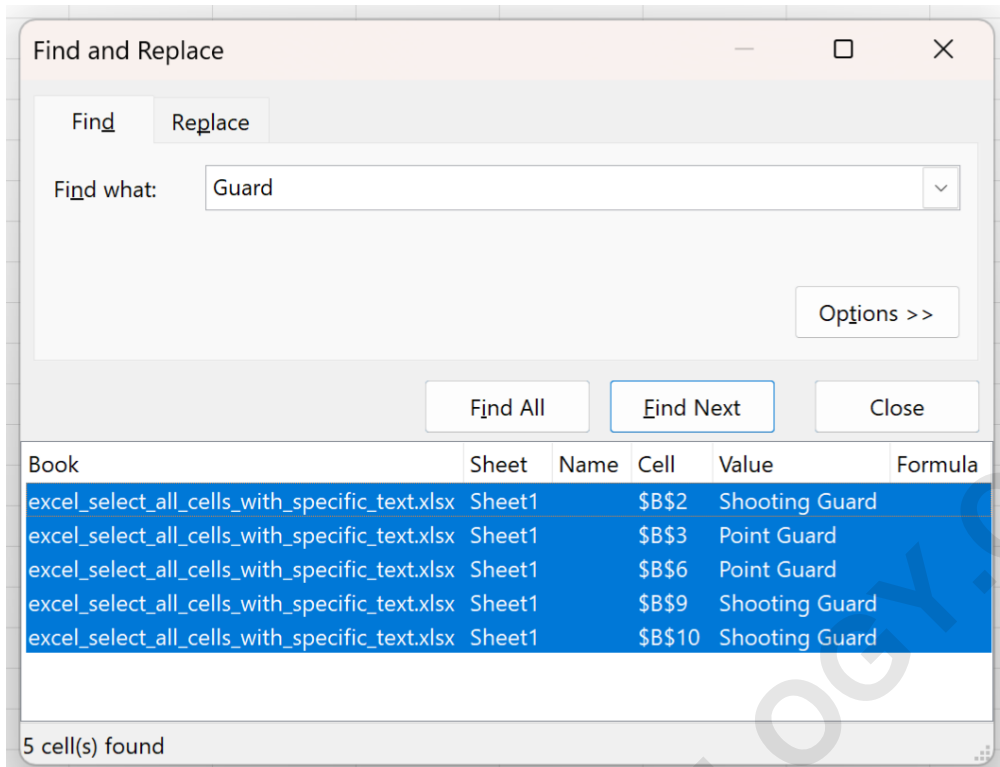 Find and Replace
Find Replace
Find what: Guard
Options >>
Find All Find Next Close
Book Sheet Name Cell Value Formula
excel_select_all_cells_with_specific_text.xlsx Sheet1 $B$2 Shooting Guard
excel_select_all_cells_with_specific_text.xlsx Sheet1 $B$3 Point Guard
excel_select_all_cells_with_specific_text.xlsx Sheet1 $B$6 Point Guard
excel_select_all_cells_with_specific_text.xlsx Sheet1 $B$9 Shooting Guard
excel_select_all_cells_with_specific_text.xlsx Sheet1 $B$10 Shooting Guard
5 cell(s) found